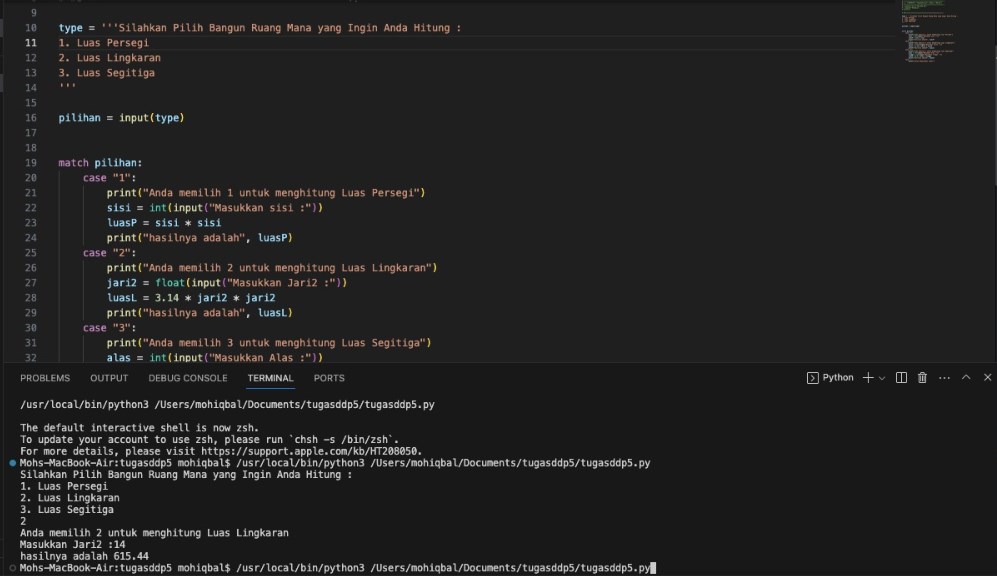 9
10 type = '''Silahkan Pilih Bangun Ruang Mana yang Ingin Anda Hitung :
11 1. Luas Persegi
12 2. Luas Lingkaran
13 3. Luas Segitiga
14 '''
15
16 pilihan = input(type)
17
18
19 match pilihan:
20 case "1":
21 print("Anda memilih 1 untuk menghitung Luas Persegi")
22 sisi = int(input("Masukkan sisi :"))
23 luasP = sisi * sisi
24 print("hasilnya adalah", luasP)
25 case "2":
26 print("Anda memilih 2 untuk menghitung Luas Lingkaran")
27 jari2 = float(input("Masukkan Jari2 :"))
28 luasL = 3.14 * jari2 * jari2
29 print("hasilnya adalah", luasL)
30 case "3":
31 print("Anda memilih 3 untuk menghitung Luas Segitiga")
32 alas = int(input("Masukkan Alas :"))
PROBLEMS OUTPUT DEBUG CONSOLE TERMINAL PORTS Python
/usr/local/bin/python3 /Users/mohiqbal/Documents/tugasddp5/tugasddp5.py
The default interactive shell is now zsh.
To update your account to use zsh, please run `chsh -s /bin/zsh`.
For more details, please visit https://support.apple.com/kb/HT208050.
Mohs-MacBook-Air:tugasddp5 mohiqbal$ /usr/local/bin/python3 /Users/mohiqbal/Documents/tugasddp5/tugasddp5.py
Silahkan Pilih Bangun Ruang Mana yang Ingin Anda Hitung :
1. Luas Persegi
2. Luas Lingkaran
3. Luas Segitiga
2
Anda memilih 2 untuk menghitung Luas Lingkaran
Masukkan Jari2 :14
hasilnya adalah 615.44
Mohs-MacBook-Air:tugasddp5 mohiqbal$ /usr/local/bin/python3 /Users/mohiqbal/Documents/tugasddp5/tugasddp5.py